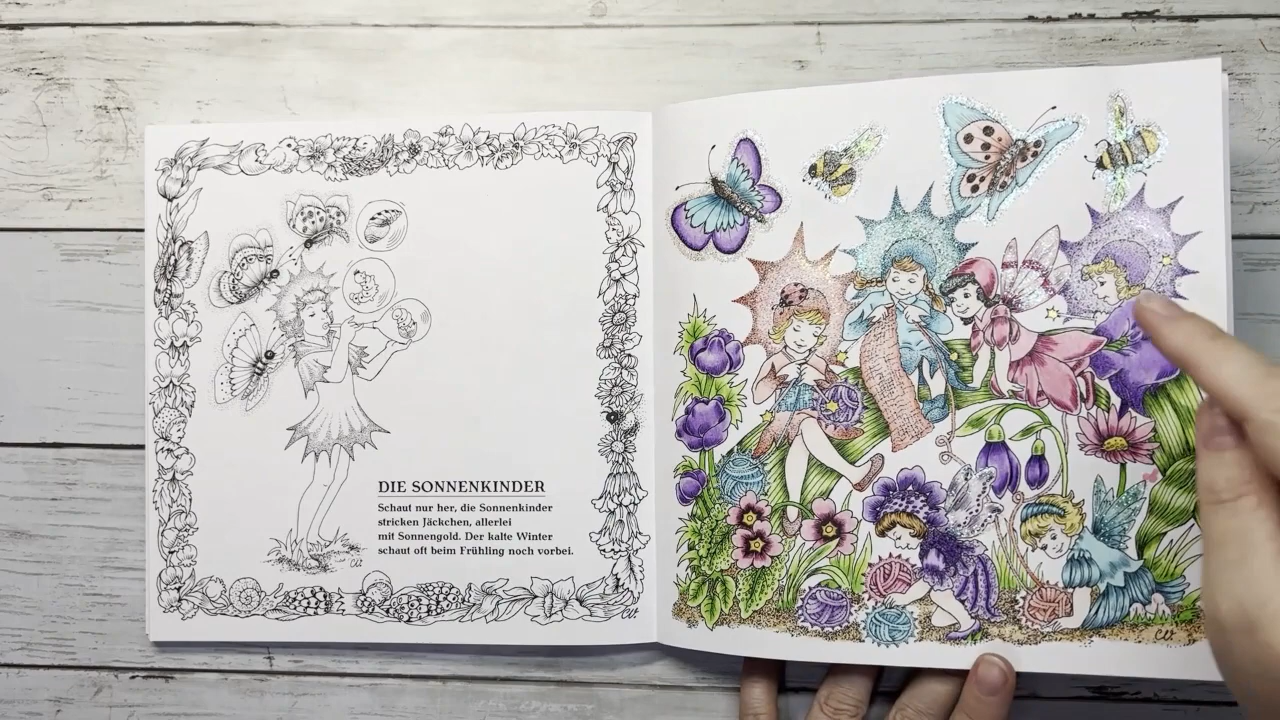 DIE SONNENKINDER
Schaut nur her, die Sonnenkinder
stricken Jäckchen, allerlei
mit Sonnengold. Der kalte Winter
schaut oft beim Frühling noch vorbei.